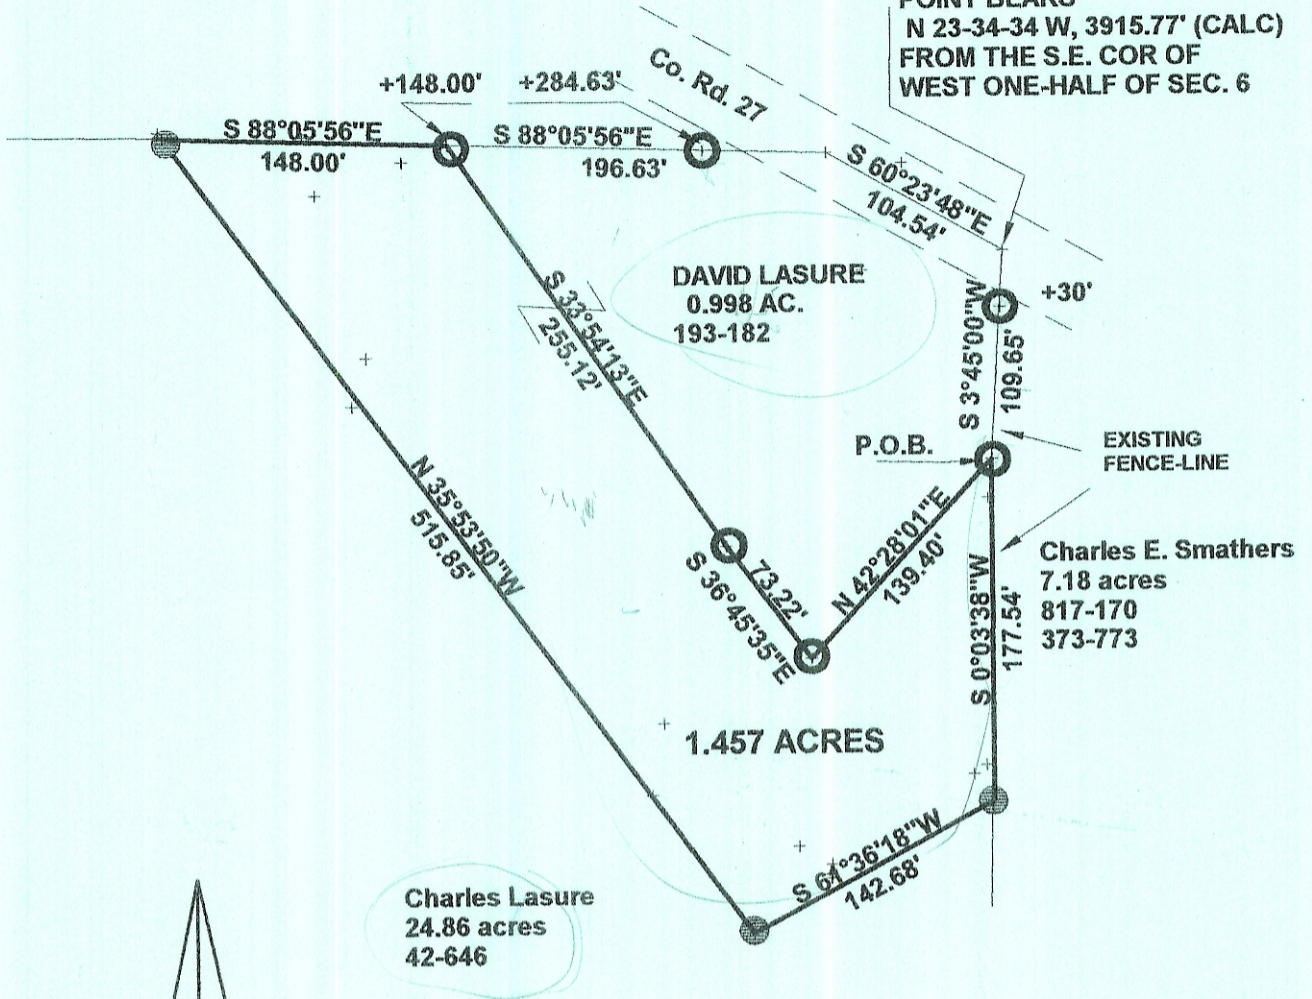 POINT BEARS
N 23-34-34 W, 3915.77' (CALC)
FROM THE S.E. COR OF
WEST ONE-HALF OF SEC. 6
Co. Rd. 27
+148.00'
+284.63'
S 88°05'56"E
148.00'
S 88°05'56"E
196.63'
S 60°23'48"E
104.54'
DAVID LASURE
0.998 AC.
193-182
+30'
S 3°45'00"W
109.65'
S 33°54'13"E
255.12'
P.O.B.
EXISTING
FENCE-LINE
N 35°53'50"W
515.85'
73.22'
S 36°45'35"E
N 42°28'01"E
139.40'
S 0°03'38"W
177.54'
Charles E. Smathers
7.18 acres
817-170
373-773
1.457 ACRES
S 61°36'18"W
142.68'
Charles Lasure
24.86 acres
42-646